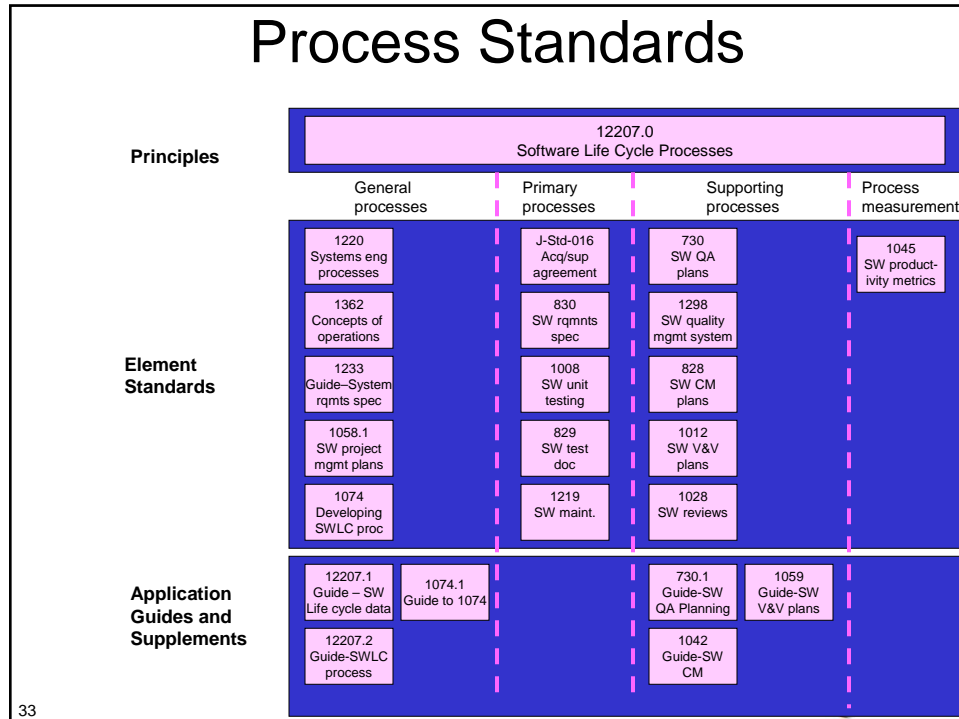 Process Standards
Principles
12207.0
Software Life Cycle Processes
General
processes
Primary
processes
Supporting
processes
Process
measurement
Element
Standards
1220
Systems eng
processes
1362
Concepts of
operations
1233
Guide–System
rqmts spec
1058.1
SW project
mgmt plans
1074
Developing
SWLC proc
J-Std-016
Acq/sup
agreement
830
SW rqmnts
spec
1008
SW unit
testing
829
SW test
doc
1219
SW maint.
730
SW QA
plans
1298
SW quality
mgmt system
828
SW CM
plans
1012
SW V&V
plans
1028
SW reviews
1045
SW product-
ivity metrics
Application
Guides and
Supplements
12207.1
Guide – SW
Life cycle data
1074.1
Guide to 1074
12207.2
Guide-SWLC
process
730.1
Guide-SW
QA Planning
1059
Guide-SW
V&V plans
1042
Guide-SW
CM
33